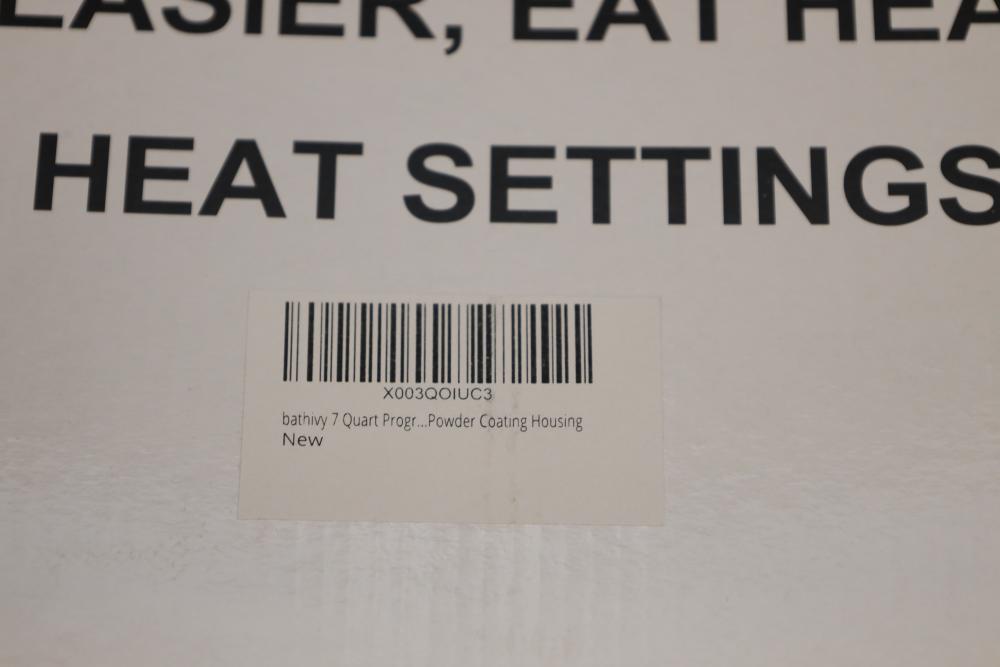 EASIER, EAT HEA
HEAT SETTINGS
X003QOIUC3
bathivy 7 Quart Progr...Powder Coating Housing
New